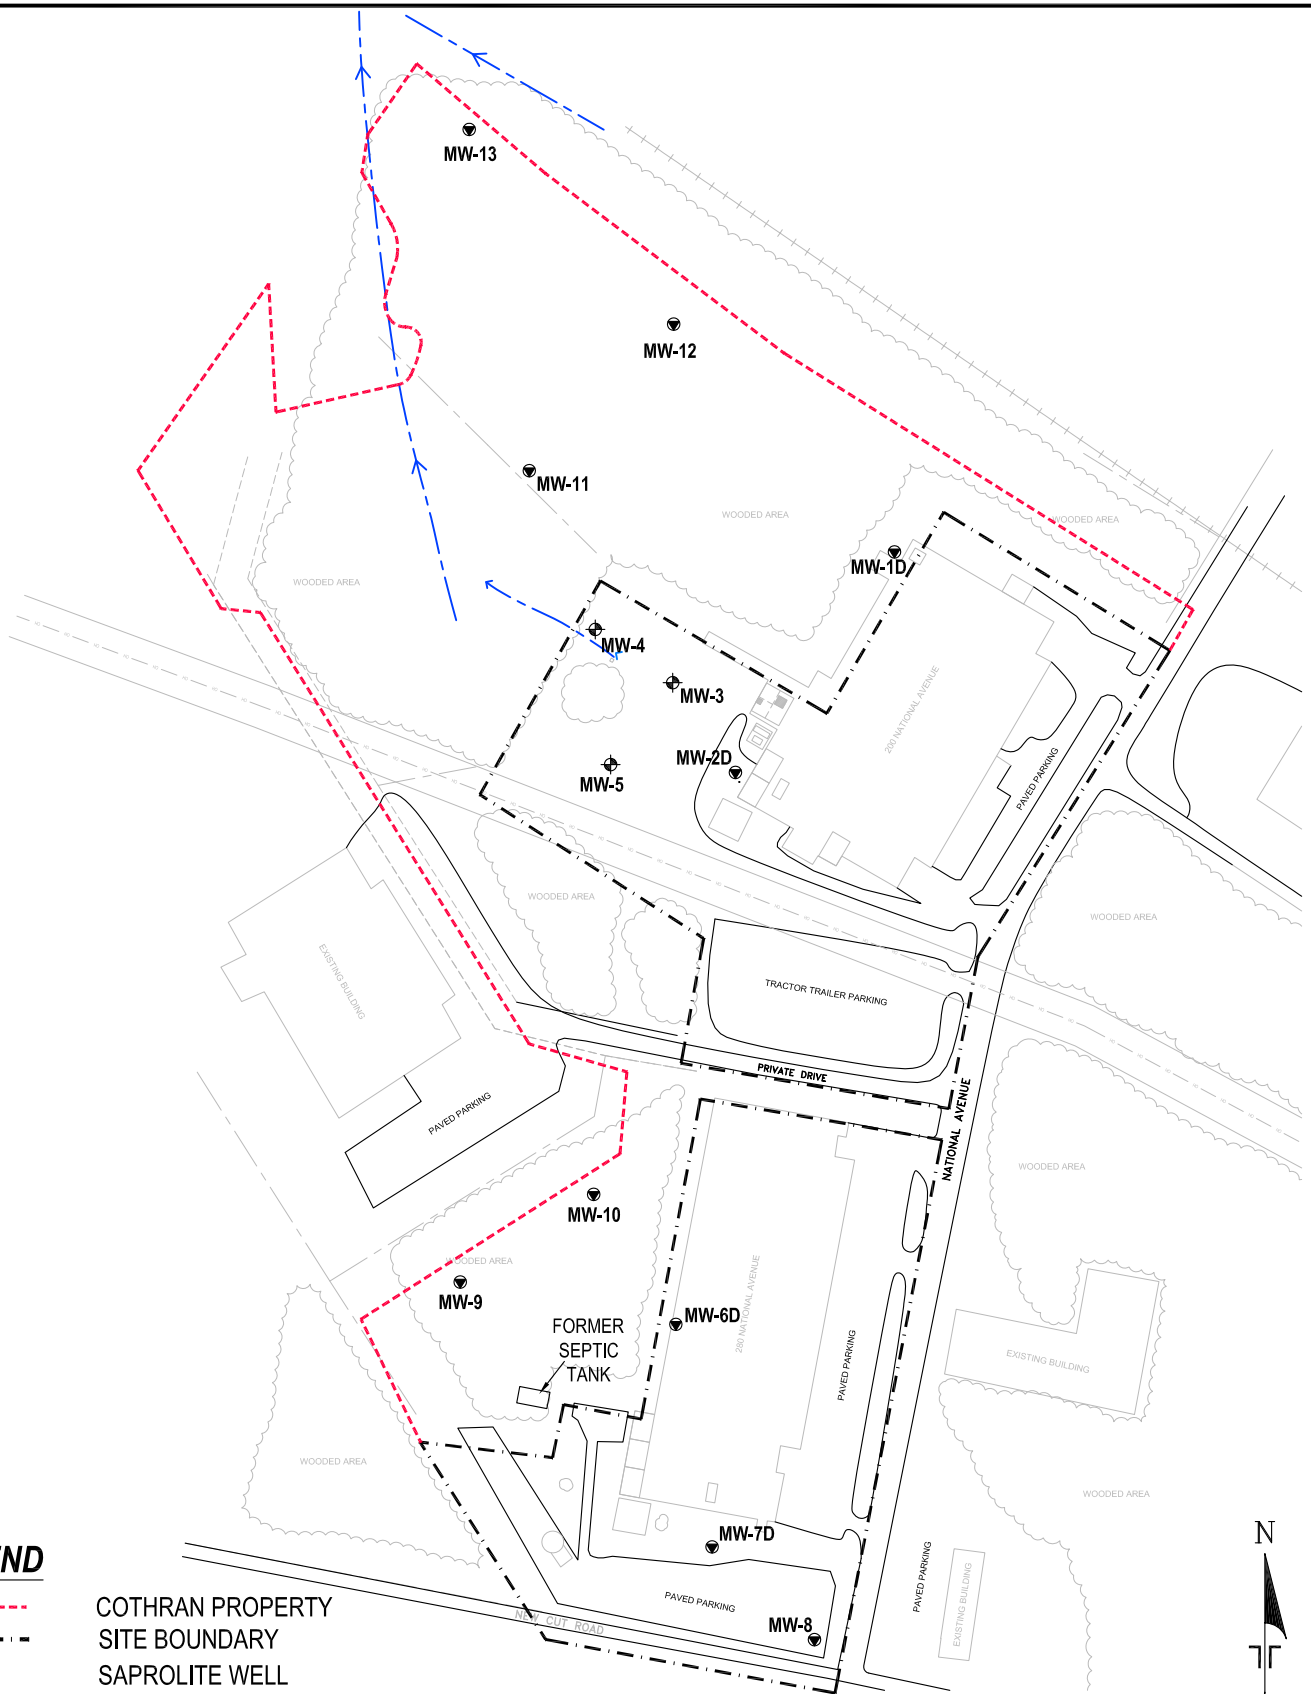 MW-13
MW-12
MW-11
WOODED AREA
WOODED AREA
MW-1D
WOODED AREA
MW-4
MW-3
200 NATIONAL AVENUE
MW-2D
MW-5
PAVED PARKING
WOODED AREA
WOODED AREA
EXISTING BUILDING
TRACTOR TRAILER PARKING
PRIVATE DRIVE
NATIONAL AVENUE
PAVED PARKING
WOODED AREA
MW-10
WOODED AREA
MW-9
MW-6D
280 NATIONAL AVENUE
FORMER
SEPTIC
TANK
PAVED PARKING
EXISTING BUILDING
WOODED AREA
WOODED AREA
MW-7D
PAVED PARKING
EXISTING BUILDING
PAVED PARKING
MW-8
NEW CUT ROAD
N
ND
COTHRAN PROPERTY
SITE BOUNDARY
SAPROLITE WELL